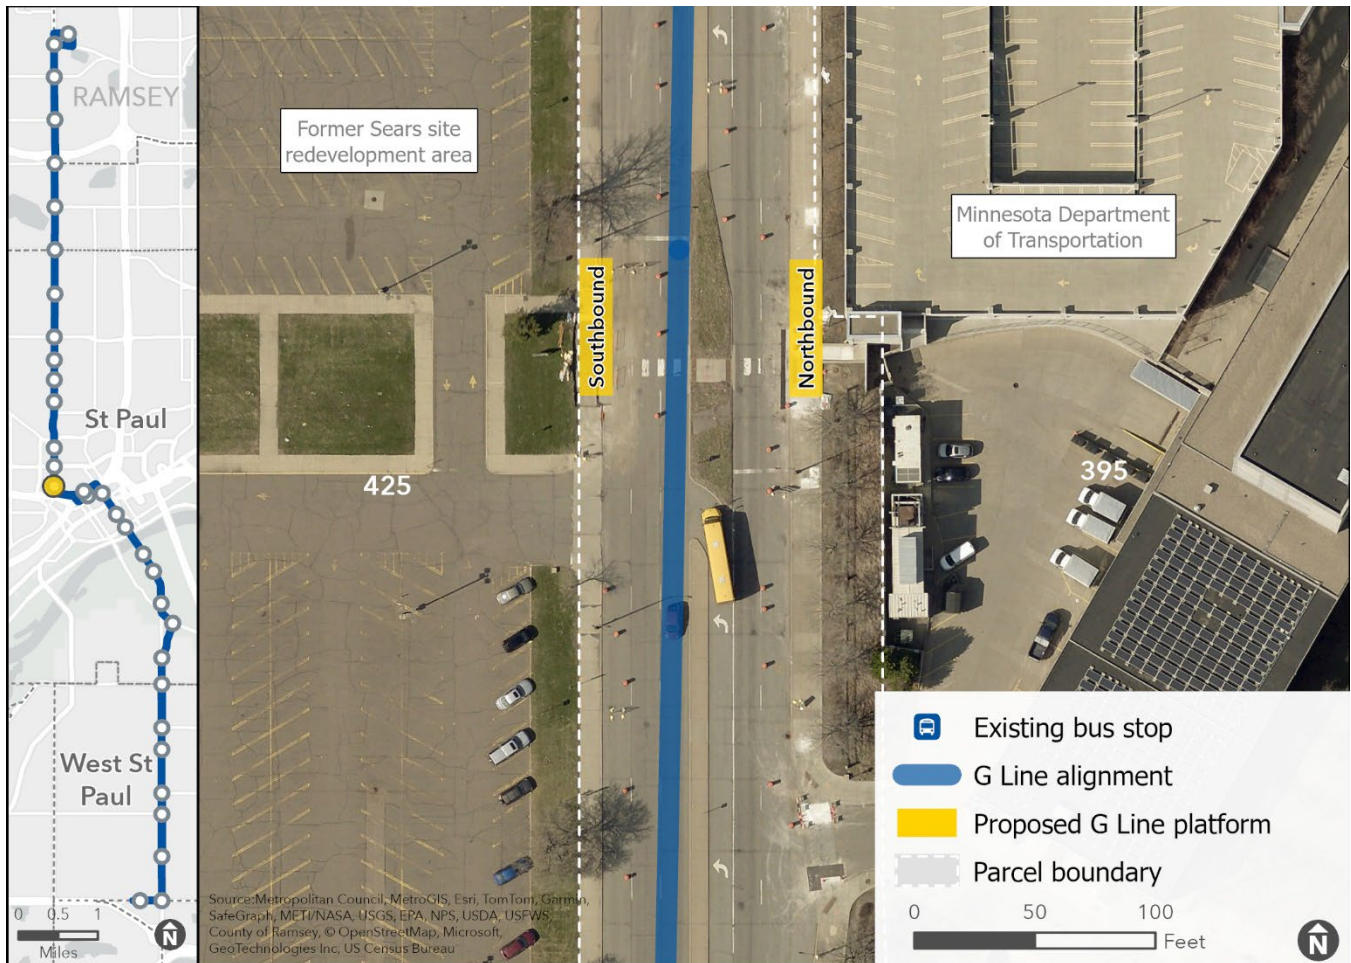 RAMSEY
St Paul
West St
Paul
0 0.5 1
Miles
N
Former Sears site
redevelopment area
Minnesota Department
of Transportation
Southbound
Northbound
425
395
Existing bus stop
G Line alignment
Proposed G Line platform
Parcel boundary
0 50 100
Feet
N
Source:Metropolitan Council, MetroGIS, Esri, TomTom, Garmin,
SafeGraph, METI/NASA, USGS, EPA, NPS, USDA, USFWS,
County of Ramsey, © OpenStreetMap, Microsoft,
GeoTechnologies Inc, US Census Bureau